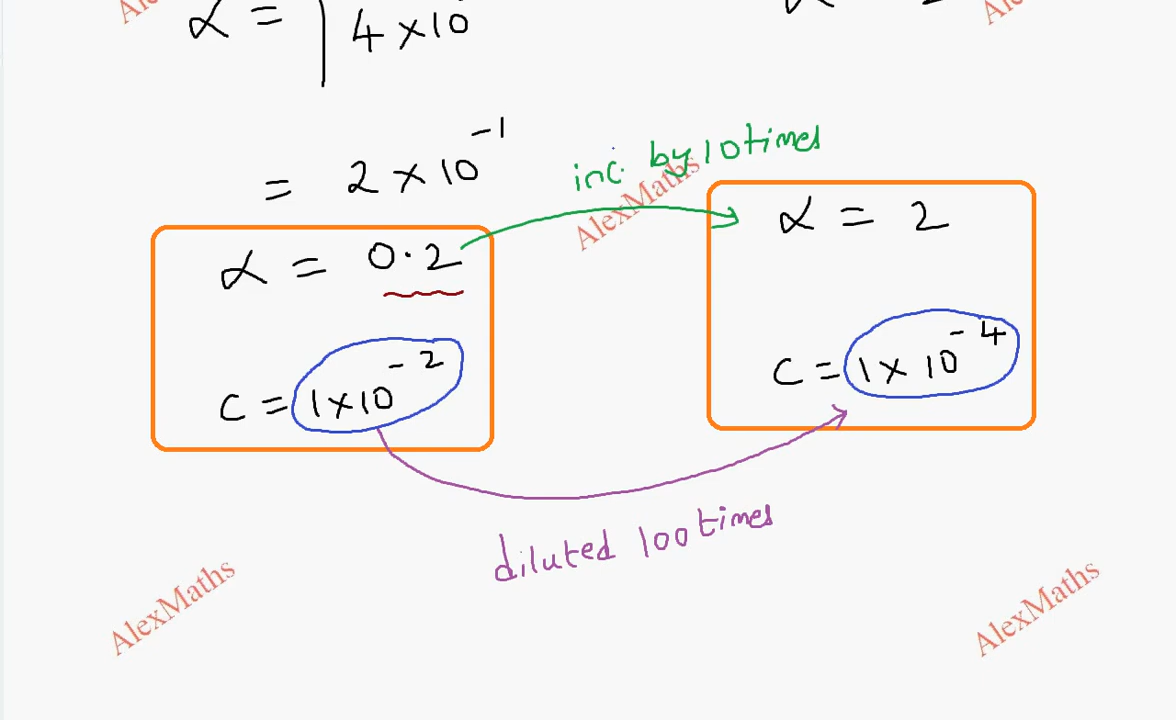 α = 4 × 10
= 2 × 10⁻¹
inc. by 10 times
α = 0.2
α = 2
c = 1 × 10⁻²
c = 1 × 10⁻⁴
diluted 100 times
AlexMaths
AlexMaths
AlexMaths